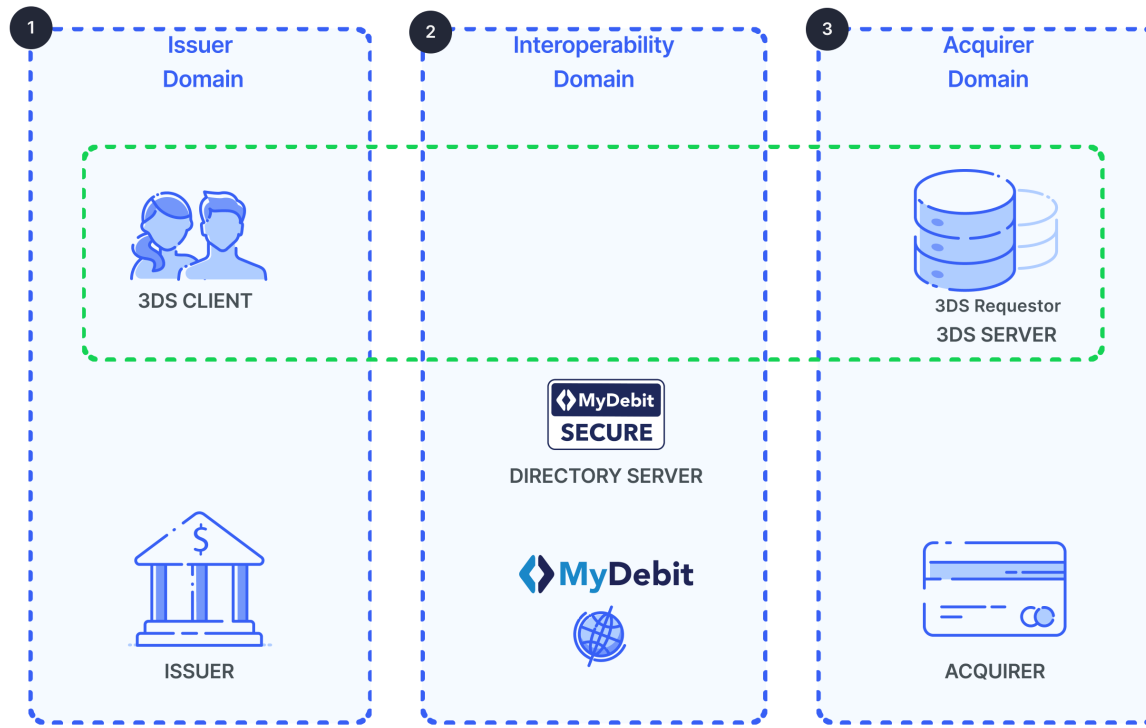 1
Issuer
Domain
2
Interoperability
Domain
3
Acquirer
Domain
3DS CLIENT
3DS Requestor
3DS SERVER
MyDebit
SECURE
DIRECTORY SERVER
$
MyDebit
ISSUER
ACQUIRER